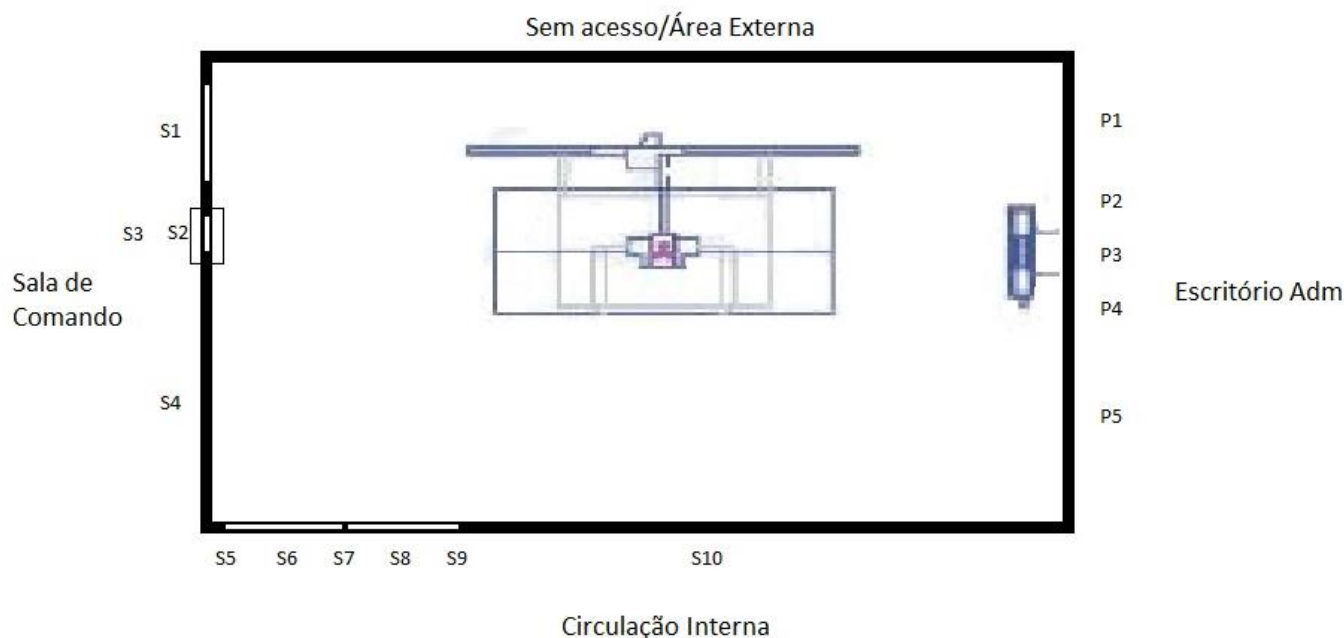 Sem acesso/Área Externa
S1
P1
P2
S3 S2
P3
Sala de
Comando
Escritório Adm
P4
S4
P5
S5 S6 S7 S8 S9 S10
Circulação Interna